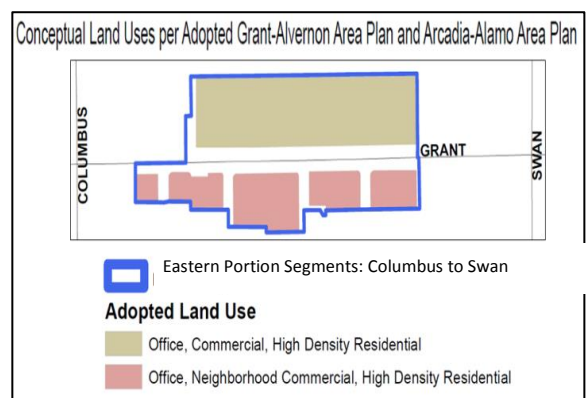 Conceptual Land Uses per Adopted Grant-Alvernon Area Plan and Arcadia-Alamo Area Plan
COLUMBUS
GRANT
SWAN
Eastern Portion Segments: Columbus to Swan
Adopted Land Use
Office, Commercial, High Density Residential
Office, Neighborhood Commercial, High Density Residential